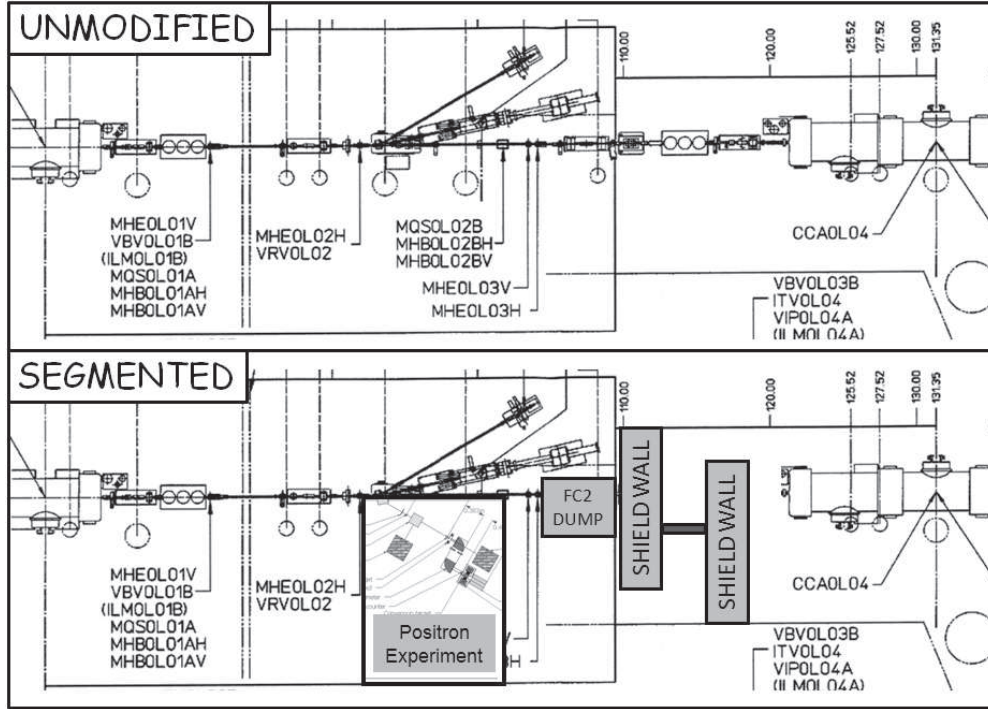 UNMODIFIED
110.00
120.00
125.52
127.52
130.00
131.35
MHE0L01V
VBV0L01B
(ILM0L01B)
MQS0L01A
MHB0L01AH
MHB0L01AV
MHE0L02H
VRV0L02
MQS0L02B
MHB0L02BH
MHB0L02BV
MHE0L03V
MHE0L03H
CCA0L04
VBV0L03B
ITV0L04
VIP0L04A
(ILM0L04A)
SEGMENTED
110.00
120.00
125.52
127.52
130.00
131.35
FC2
DUMP
SHIELD WALL
SHIELD WALL
MHE0L01V
VBV0L01B
(ILM0L01B)
MQS0L01A
MHB0L01AH
MHB0L01AV
MHE0L02H
VRV0L02
Positron
Experiment
CCA0L04
VBV0L03B
ITV0L04
VIP0L04A
(ILM0L04A)